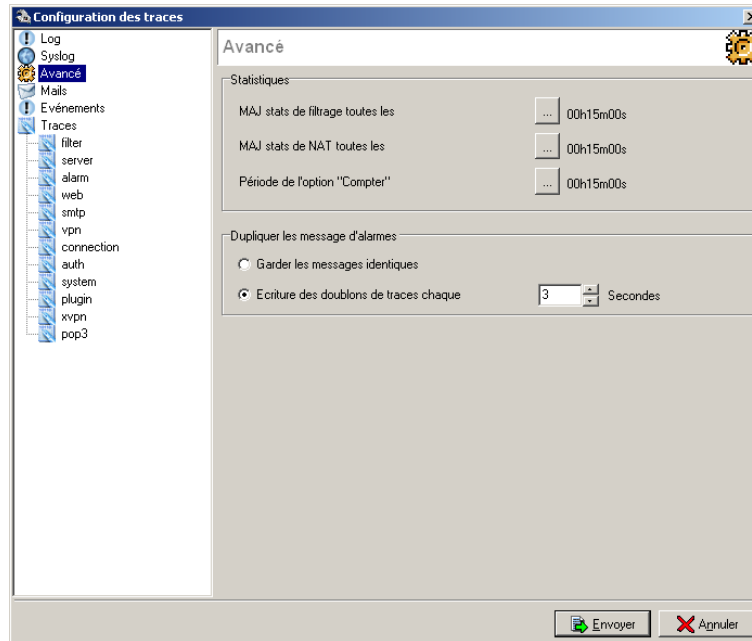 Configuration des traces
Log
Syslog
Avancé
Mails
Evénements
Traces
filter
server
alarm
web
smtp
vpn
connection
auth
system
plugin
xvpn
pop3
Avancé
Statistiques
MAJ stats de filtrage toutes les ... 00h15m00s
MAJ stats de NAT toutes les ... 00h15m00s
Période de l'option "Compter" ... 00h15m00s
Dupliquer les message d'alarmes
Garder les messages identiques
Ecriture des doublons de traces chaque 3 Secondes
Envoyer Annuler